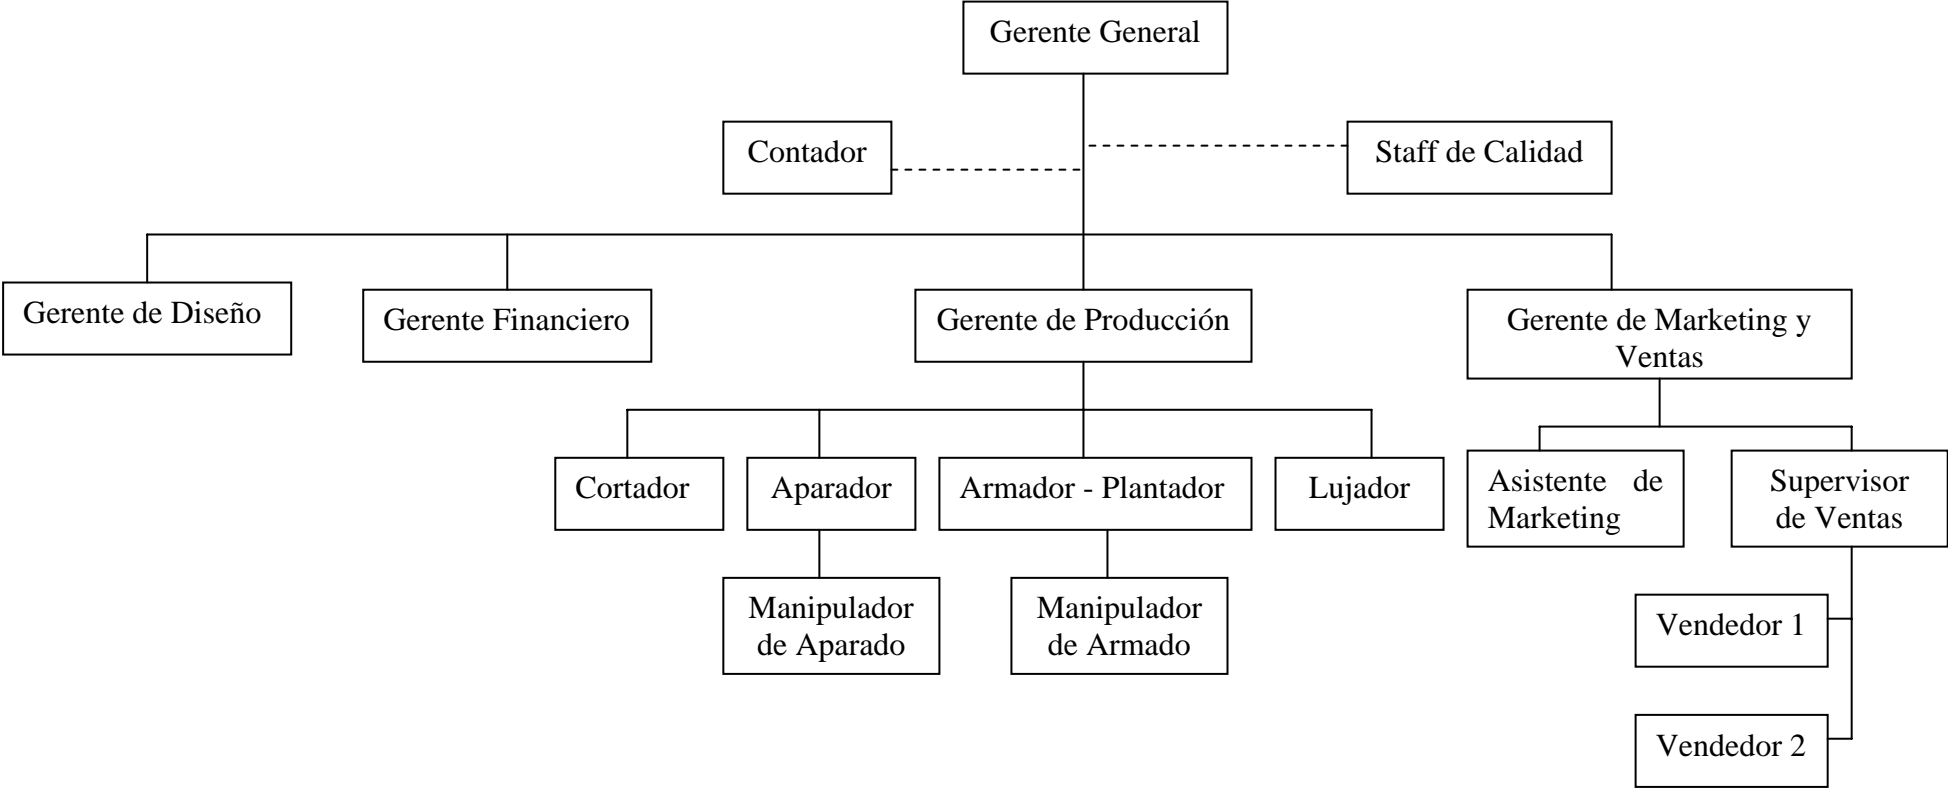 Gerente General
Contador
Staff de Calidad
Gerente de Diseño
Gerente Financiero
Gerente de Producción
Gerente de Marketing y
Ventas
Cortador
Aparador
Armador - Plantador
Lujador
Asistente de
Marketing
Supervisor
de Ventas
Manipulador
de Aparado
Manipulador
de Armado
Vendedor 1
Vendedor 2